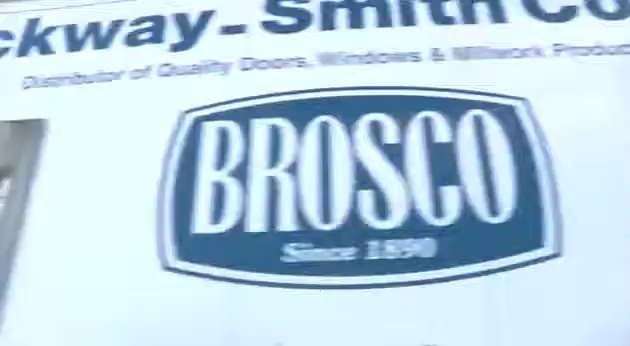 ckway-Smith Co
Distributor of Quality Doors, Windows & Millwork Produc
BROSCO
Since 1890